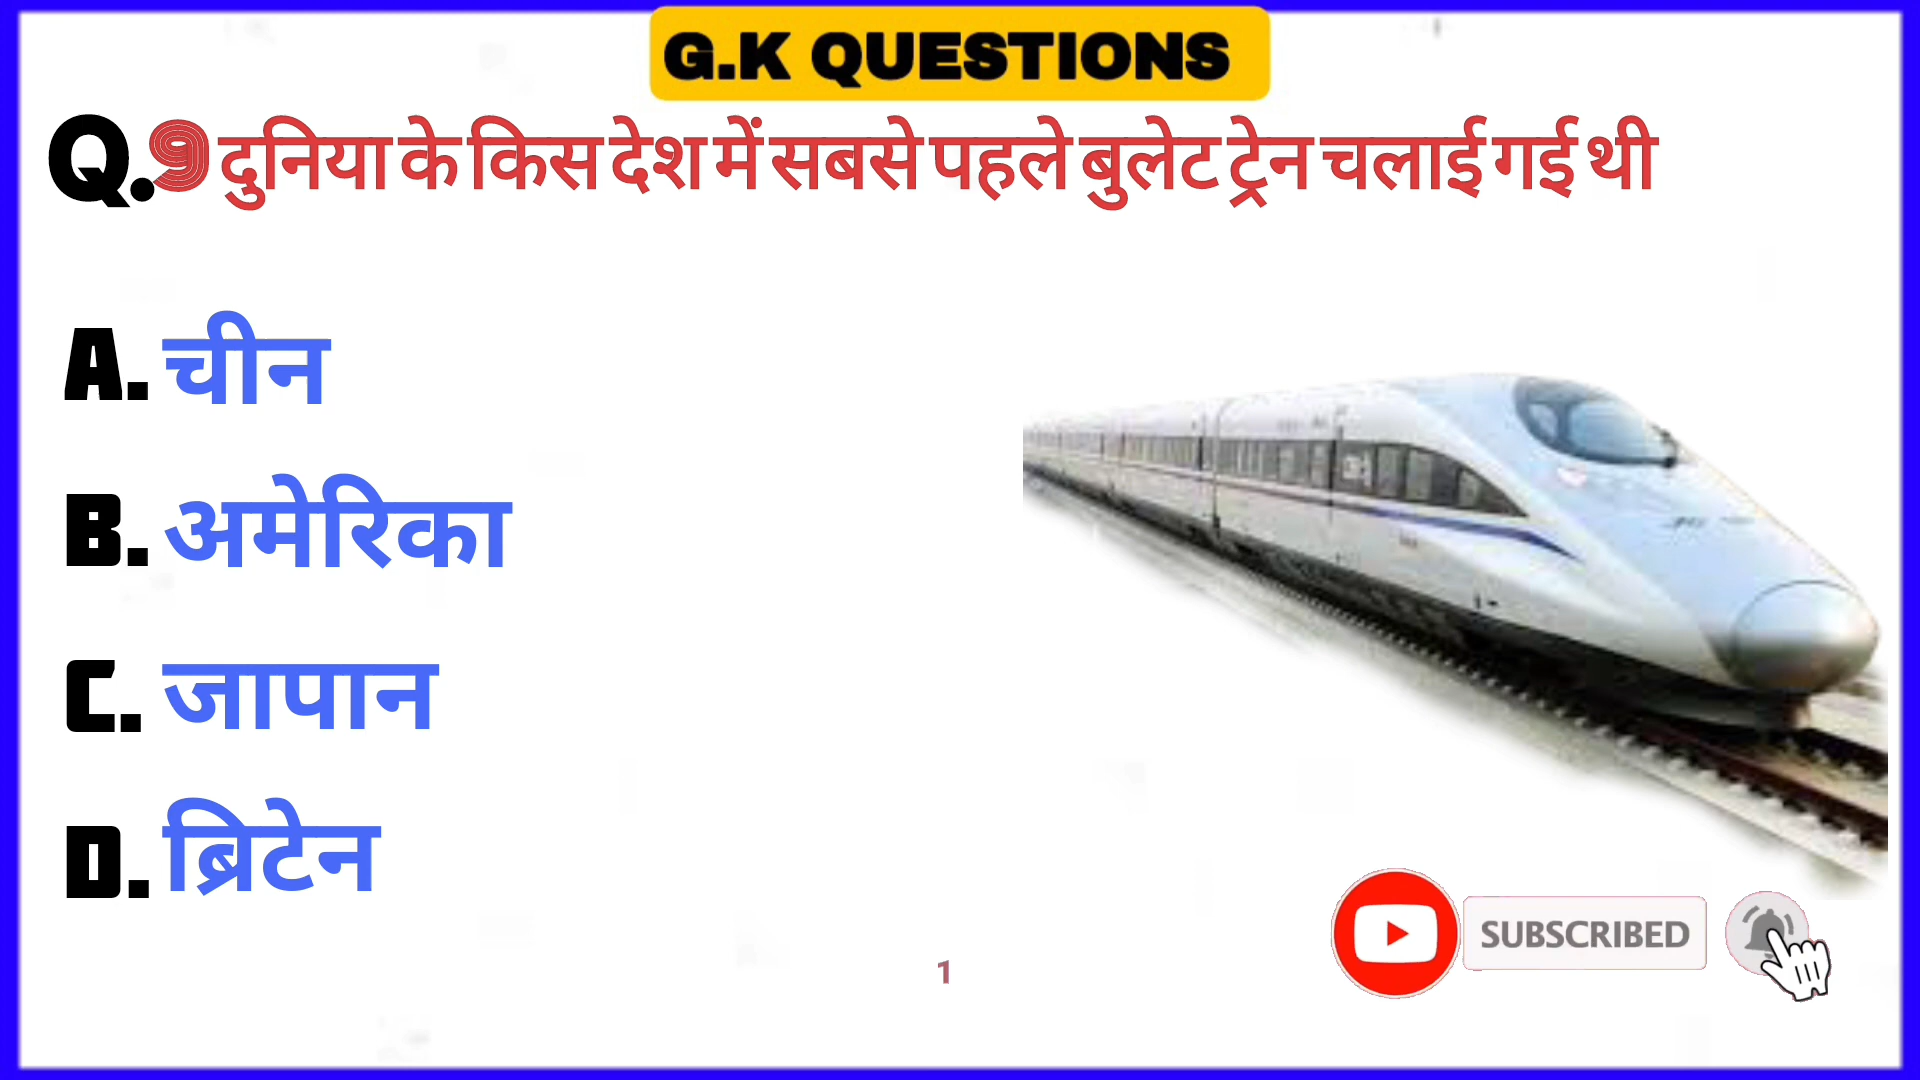 G.K QUESTIONS
Q.9 दुनिया के किस देश में सबसे पहले बुलेट ट्रेन चलाई गई थी
A. चीन
B. अमेरिका
C. जापान
D. ब्रिटेन
SUBSCRIBED
1